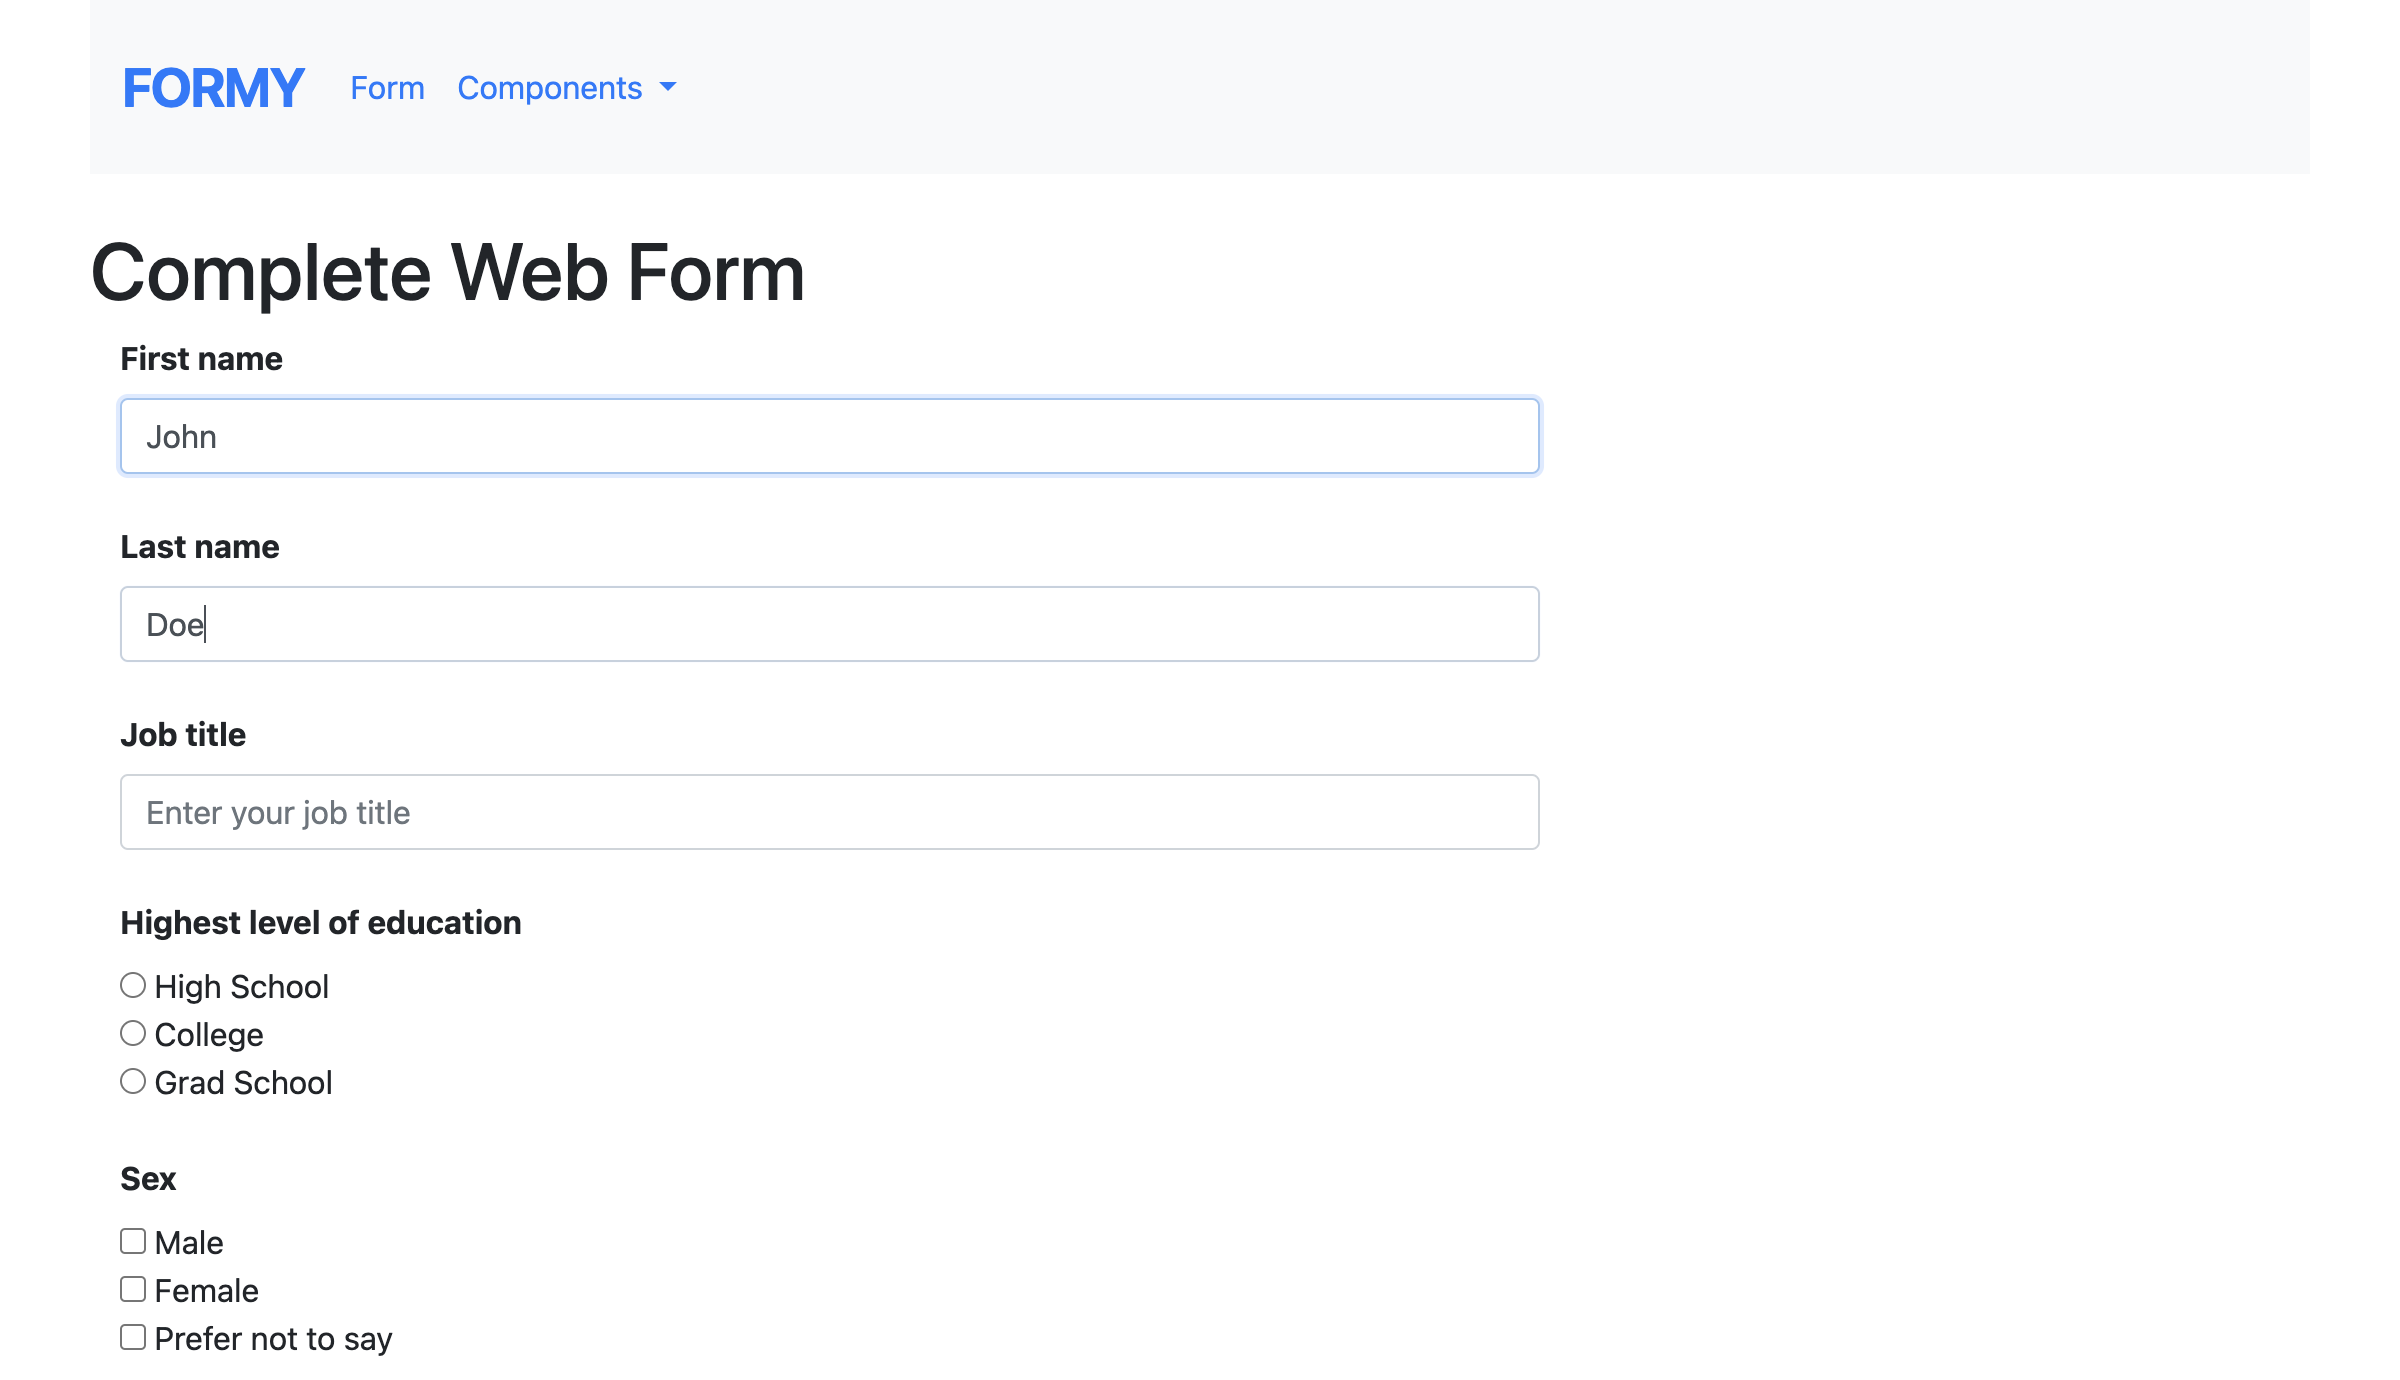 FORMY Form Components
Complete Web Form
First name
John
Last name
Doe
Job title
Enter your job title
Highest level of education
High School
College
Grad School
Sex
Male
Female
Prefer not to say